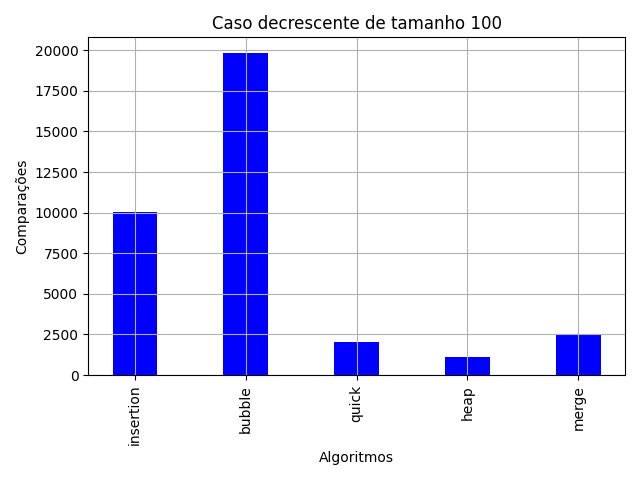 Caso decrescente de tamanho 100
20000
17500
15000
12500
10000
7500
5000
2500
0
Comparações
insertion
bubble
quick
heap
merge
Algoritmos